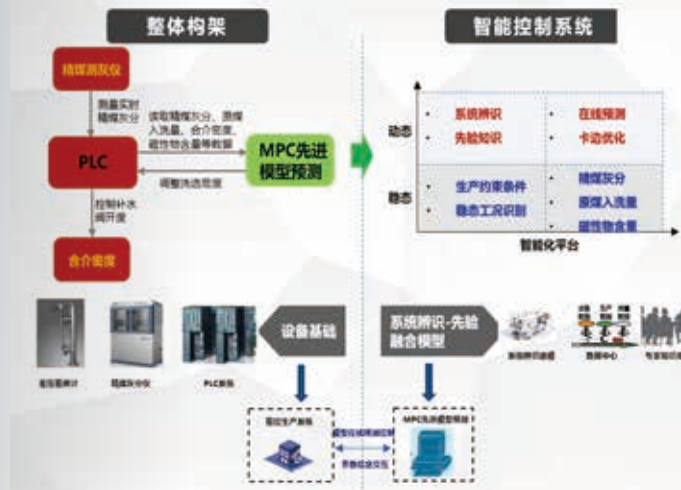 整体构架
智能控制系统
精煤测灰仪
测量实时
精煤灰分
读取精煤灰分、原煤
入洗量、合介密度、
磁性物含量等数据
PLC
MPC先进
模型预测
调整洗选密度
控制补水
阀开度
合介密度
动态
系统辨识
先验知识
在线预测
卡边优化
稳态
生产约束条件
稳态工况识别
精煤灰分
原煤入洗量
磁性物含量
智能化平台
设备基础
系统辨识-先验
融合模型
精煤灰分仪
PLC系统
数据中心
MPC先进模型预测